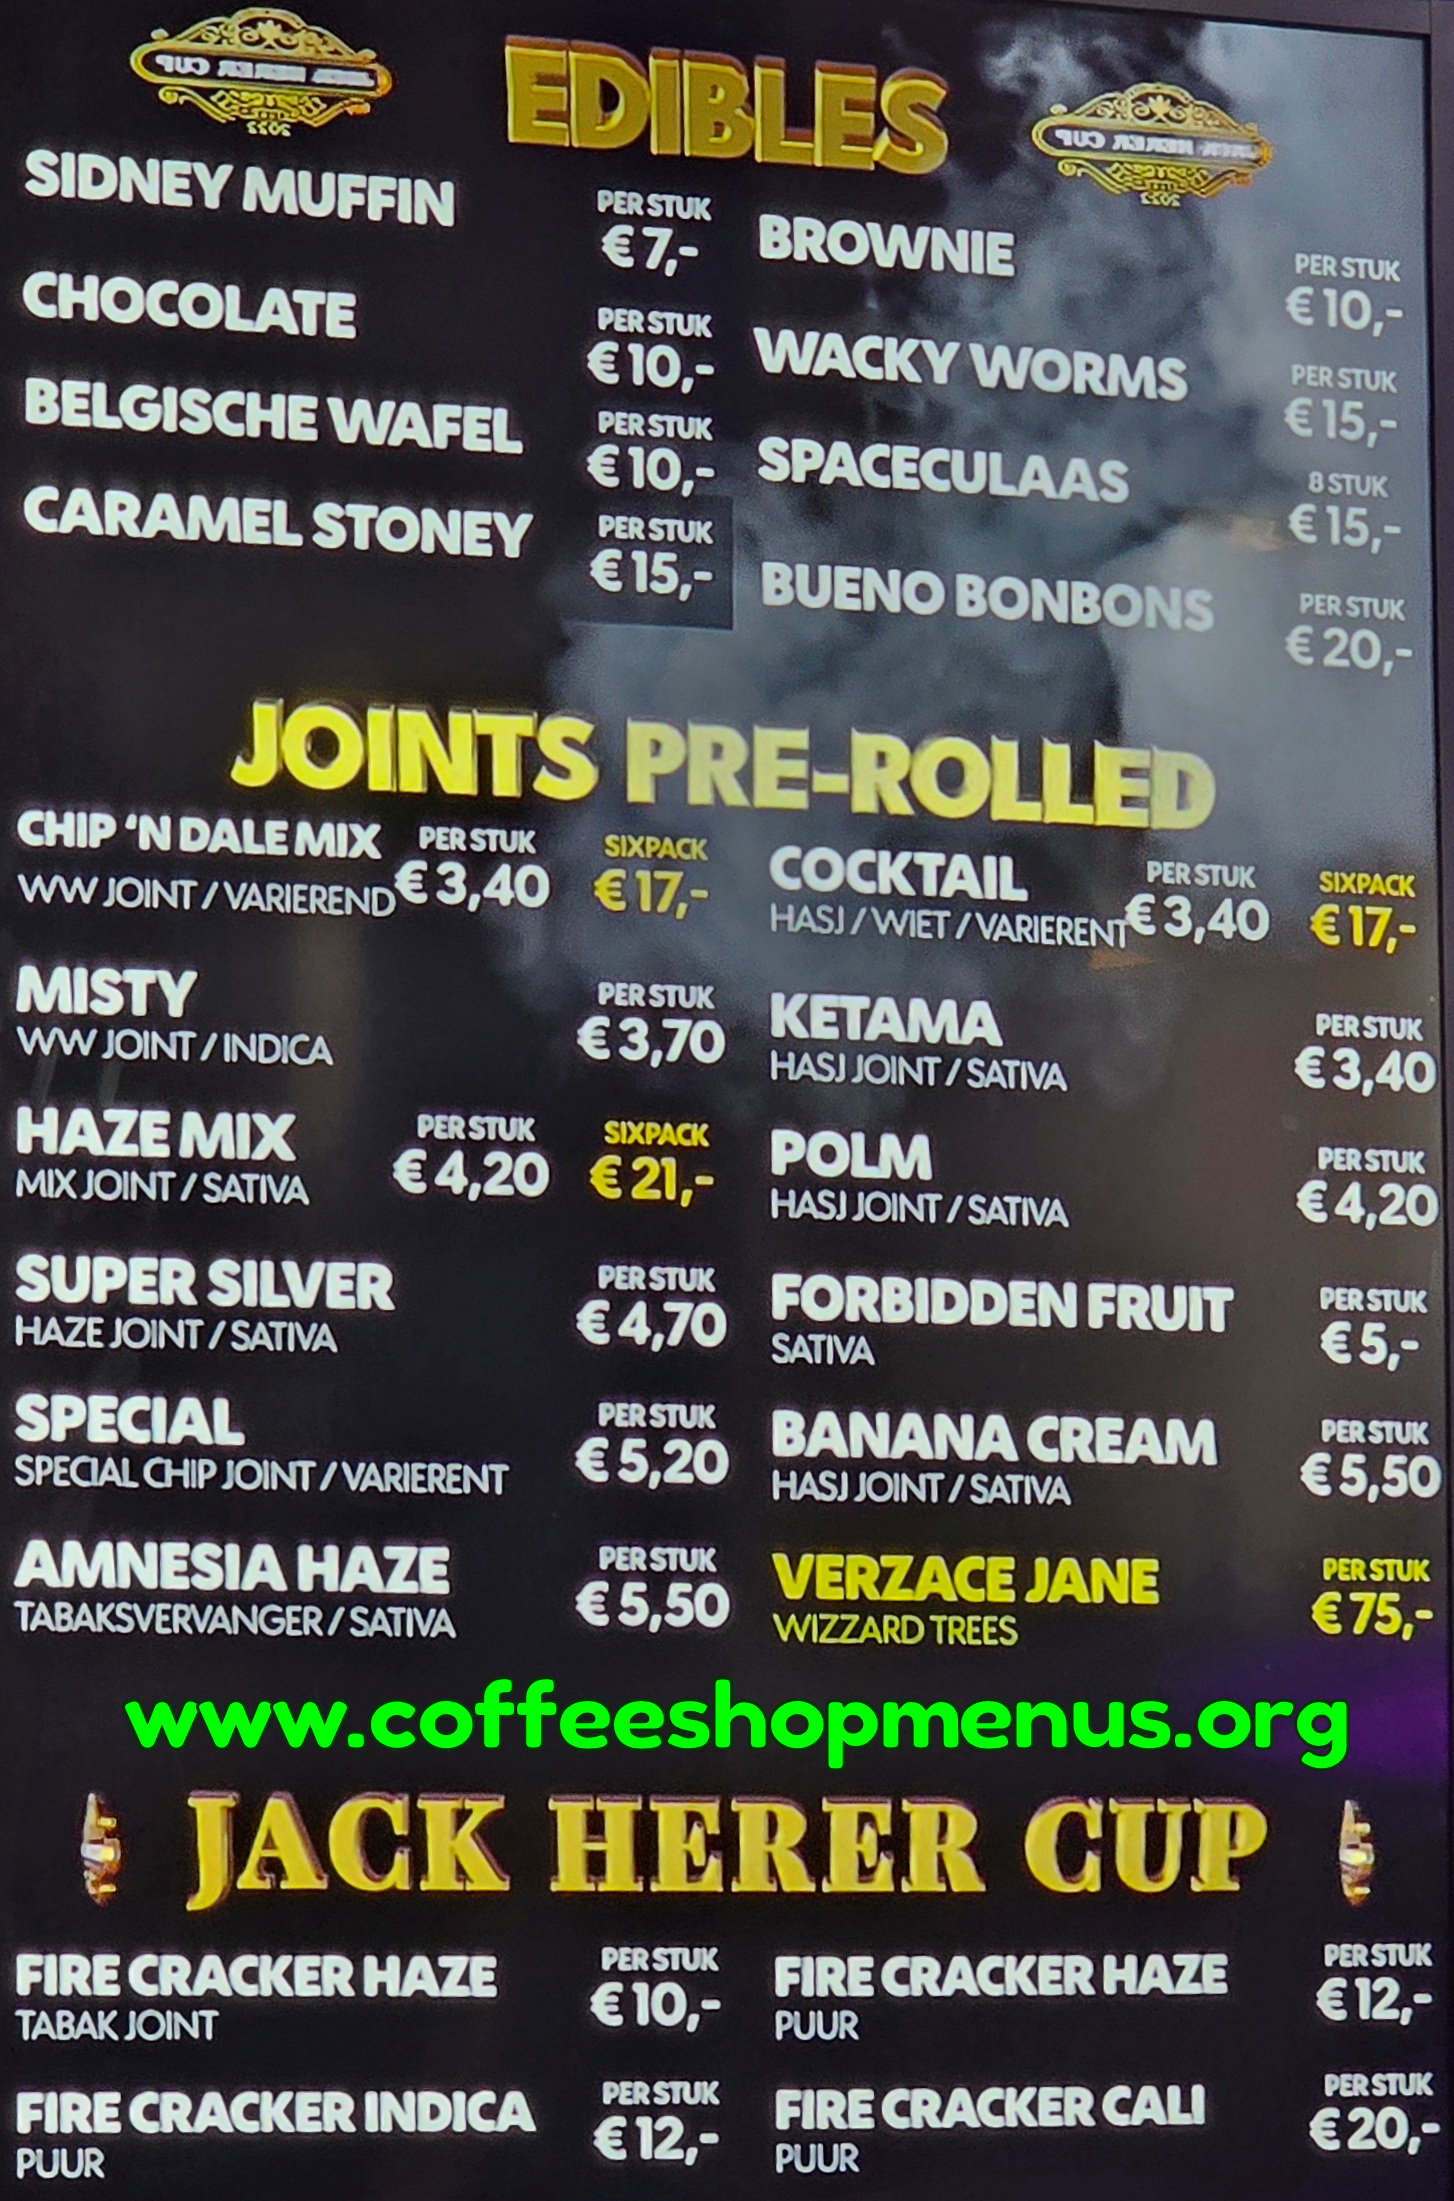 EDIBLES
SIDNEY MUFFIN
PER STUK
€ 7,-
CHOCOLATE
PER STUK
€ 10,-
BELGISCHE WAFEL
PER STUK
€ 10,-
CARAMEL STONEY
PER STUK
€ 15,-
BROWNIE
PER STUK
€ 10,-
WACKY WORMS
PER STUK
€ 15,-
SPACECULAAS
8 STUK
€ 15,-
BUENO BONBONS
PER STUK
€ 20,-
JOINTS PRE-ROLLED
CHIP ‘N DALE MIX PER STUK SIXPACK
WW JOINT / VARIEREND € 3,40 € 17,-
MISTY PER STUK
WW JOINT / INDICA € 3,70
HAZE MIX PER STUK SIXPACK
MIX JOINT / SATIVA € 4,20 € 21,-
SUPER SILVER PER STUK
HAZE JOINT / SATIVA € 4,70
SPECIAL PER STUK
SPECIAL CHIP JOINT / VARIERENT € 5,20
AMNESIA HAZE PER STUK
TABAKSVERVANGER / SATIVA € 5,50
COCKTAIL PER STUK SIXPACK
HASJ / WIET / VARIERENT € 3,40 € 17,-
KETAMA PER STUK
HASJ JOINT / SATIVA € 3,40
POLM PER STUK
HASJ JOINT / SATIVA € 4,20
FORBIDDEN FRUIT PER STUK
SATIVA € 5,-
BANANA CREAM PER STUK
HASJ JOINT / SATIVA € 5,50
VERZACE JANE PER STUK
WIZZARD TREES € 75,-
www.coffeeshopmenus.org
JACK HERER CUP
FIRE CRACKER HAZE PER STUK
TABAK JOINT € 10,-
FIRE CRACKER INDICA PER STUK
PUUR € 12,-
FIRE CRACKER HAZE PER STUK
PUUR € 12,-
FIRE CRACKER CALI PER STUK
PUUR € 20,-